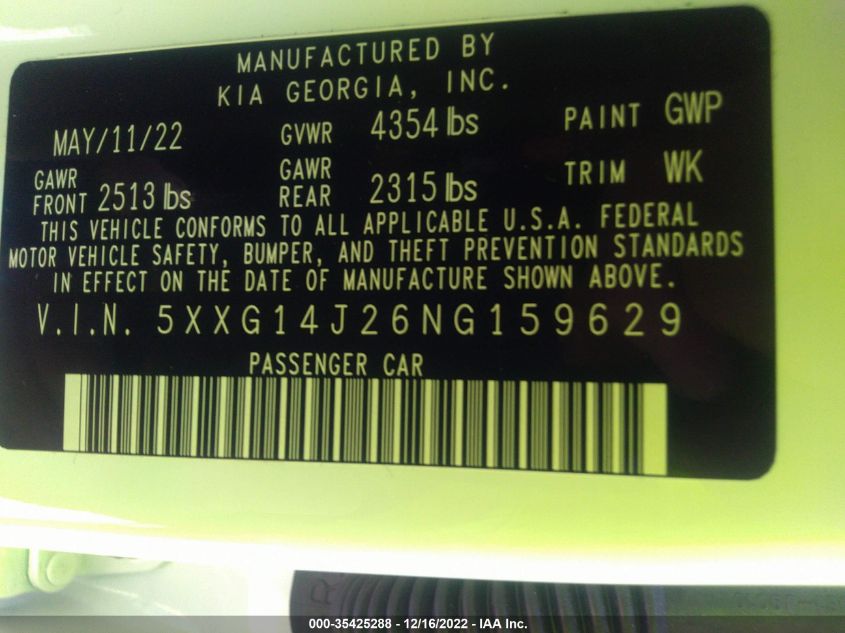 MANUFACTURED BY
KIA GEORGIA, INC.
MAY/11/22 GVWR 4354 lbs PAINT GWP
GAWR FRONT 2513 lbs GAWR REAR 2315 lbs TRIM WK
THIS VEHICLE CONFORMS TO ALL APPLICABLE U.S.A. FEDERAL
MOTOR VEHICLE SAFETY, BUMPER, AND THEFT PREVENTION STANDARDS
IN EFFECT ON THE DATE OF MANUFACTURE SHOWN ABOVE.
V.I.N. 5XXG14J26NG159629
PASSENGER CAR
000-35425288 - 12/16/2022 - IAA Inc.